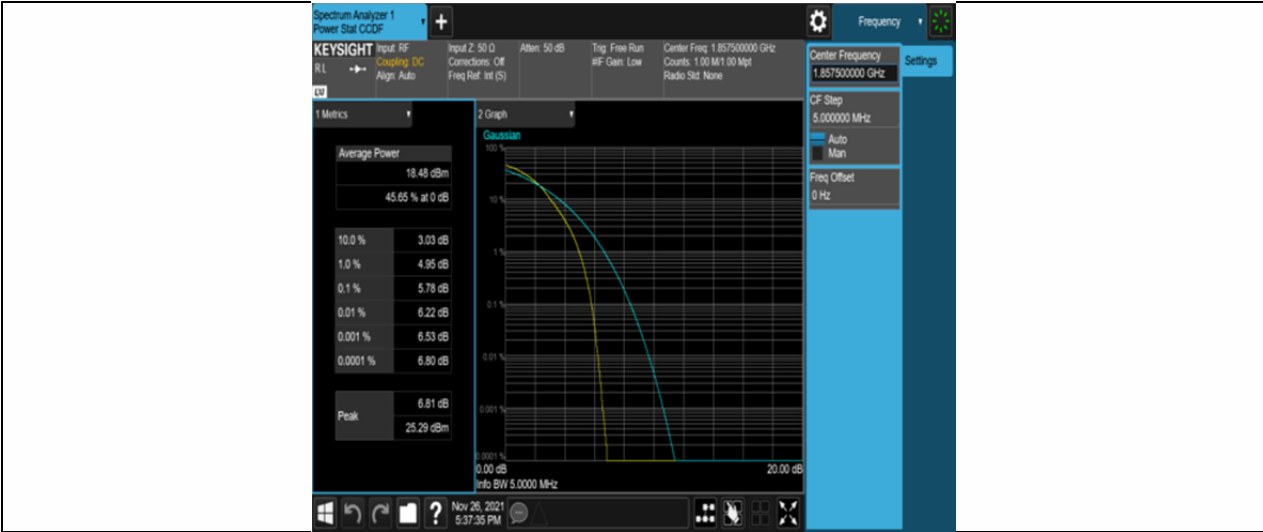 Spectrum Analyzer 1
Power Stat CCDF
+
Frequency
KEYSIGHT
Input: RF
Coupling: DC
Align: Auto
RL
LV
Input Z: 50 Ω
Corrections: Off
Freq Ref: Int (S)
Atten: 50 dB
Trig: Free Run
#IF Gain: Low
Center Freq: 1.857500000 GHz
Counts: 1.00 M/1.00 Mpt
Radio Std: None
Center Frequency
1.857500000 GHz
Settings
CF Step
5.000000 MHz
Auto
Man
Freq Offset
0 Hz
1 Metrics
Average Power
18.48 dBm
45.65 % at 0 dB
10.0 % 3.03 dB
1.0 % 4.95 dB
0.1 % 5.78 dB
0.01 % 6.22 dB
0.001 % 6.53 dB
0.0001 % 6.80 dB
Peak
6.81 dB
25.29 dBm
2 Graph
Gaussian
100 %
10 %
1 %
0.1 %
0.01 %
0.001 %
0.0001 %
0.00 dB 20.00 dB
Info BW 5.0000 MHz
?
Nov 26, 2021
5:37:35 PM